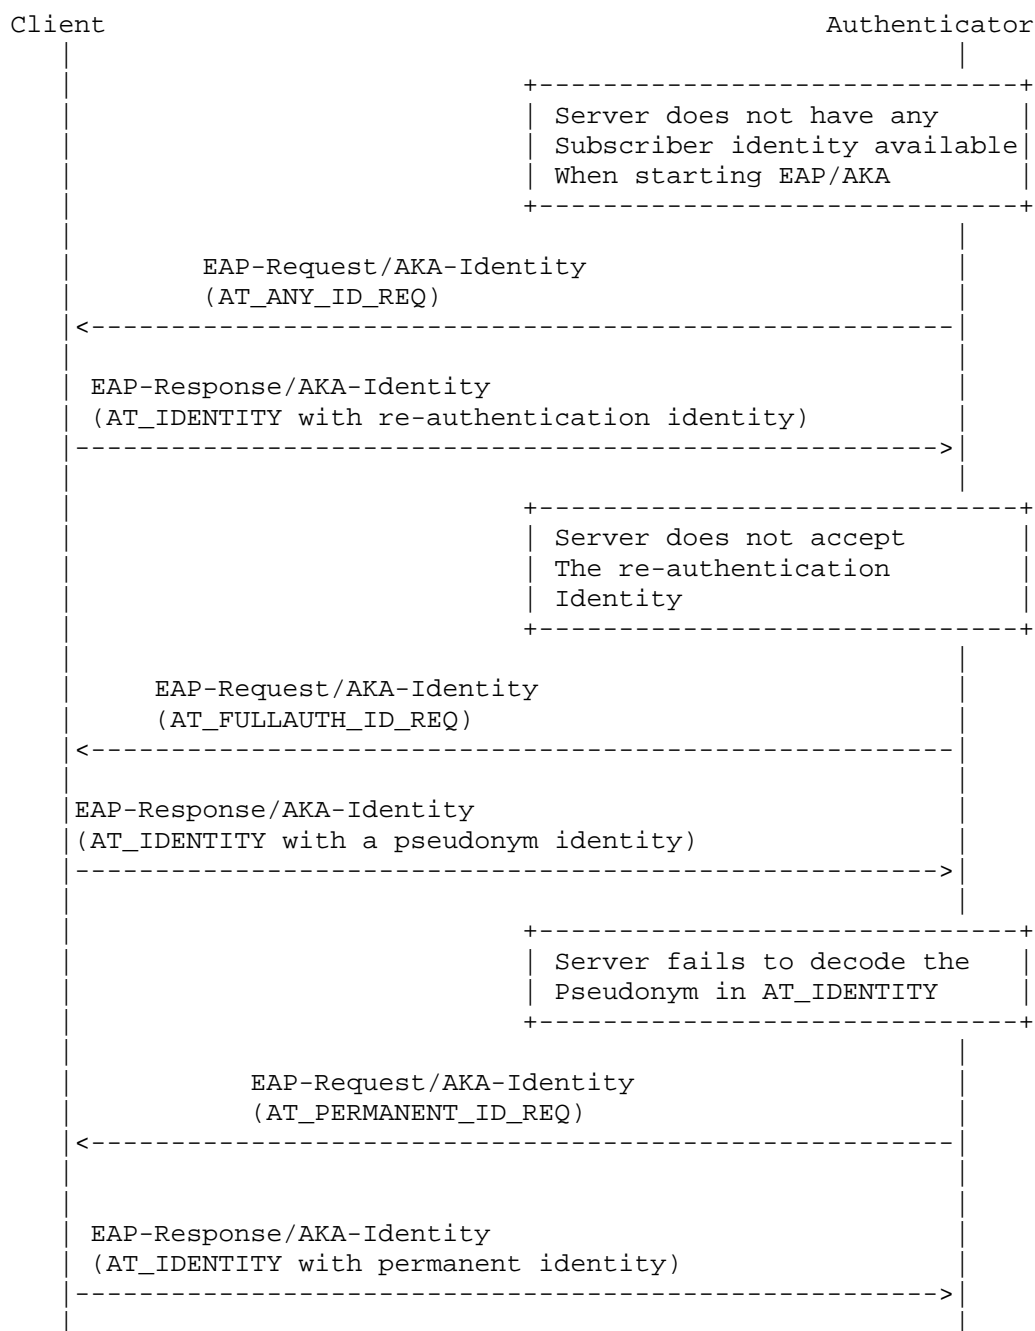 Client Authenticator
Server does not have any
Subscriber identity available
When starting EAP/AKA
EAP-Request/AKA-Identity
(AT_ANY_ID_REQ)
EAP-Response/AKA-Identity
(AT_IDENTITY with re-authentication identity)
Server does not accept
The re-authentication
Identity
EAP-Request/AKA-Identity
(AT_FULLAUTH_ID_REQ)
EAP-Response/AKA-Identity
(AT_IDENTITY with a pseudonym identity)
Server fails to decode the
Pseudonym in AT_IDENTITY
EAP-Request/AKA-Identity
(AT_PERMANENT_ID_REQ)
EAP-Response/AKA-Identity
(AT_IDENTITY with permanent identity)